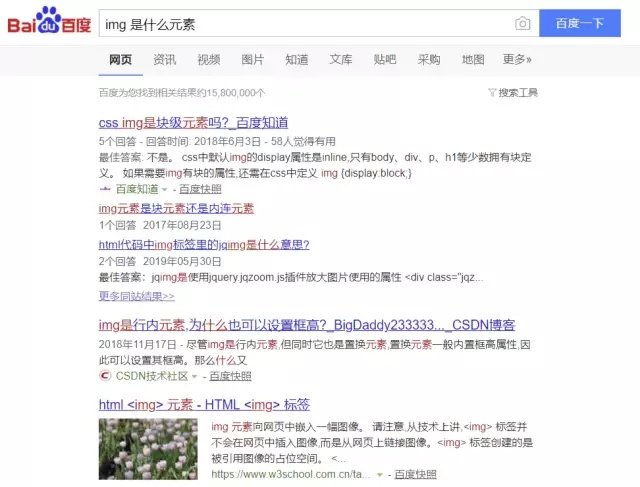 Bai du 百度
img 是什么元素
百度一下
网页 资讯 视频 图片 知道 文库 贴吧 采购 地图 更多»
百度为您找到相关结果约15,800,000个 搜索工具
css img是块级元素吗?_百度知道
5个回答 - 回答时间: 2018年6月3日 - 58人觉得有用
最佳答案: 不是。 css中默认img的display属性是inline,只有body、div、p、h1等少数拥有块定
义。 如果需要img有块的属性,还需在css中定义 img {display:block;}
百度知道 - 百度快照
img元素是块元素还是内连元素
1个回答 2017年08月23日
html代码中img标签里的jqimg是什么意思?
2个回答 2019年05月30日
最佳答案: jqimg是使用jquery.jqzoom.js插件放大图片使用的属性 <div class="jqz...
更多同站结果>>
img是行内元素,为什么也可以设置框高?_BigDaddy233333..._CSDN博客
2018年11月17日 - 尽管img是行内元素,但同时它也是置换元素,置换元素一般内置框高属性,因
此可以设置其框高。那么什么又
CSDN技术社区 - 百度快照
html <img> 元素 - HTML <img> 标签
img 元素向网页中嵌入一幅图像。 请注意,从技术上讲,<img> 标签并
不会在网页中插入图像,而是从网页上链接图像。<img> 标签创建的是
被引用图像的占位空间。 <...
https://www.w3school.com.cn/ta... - 百度快照